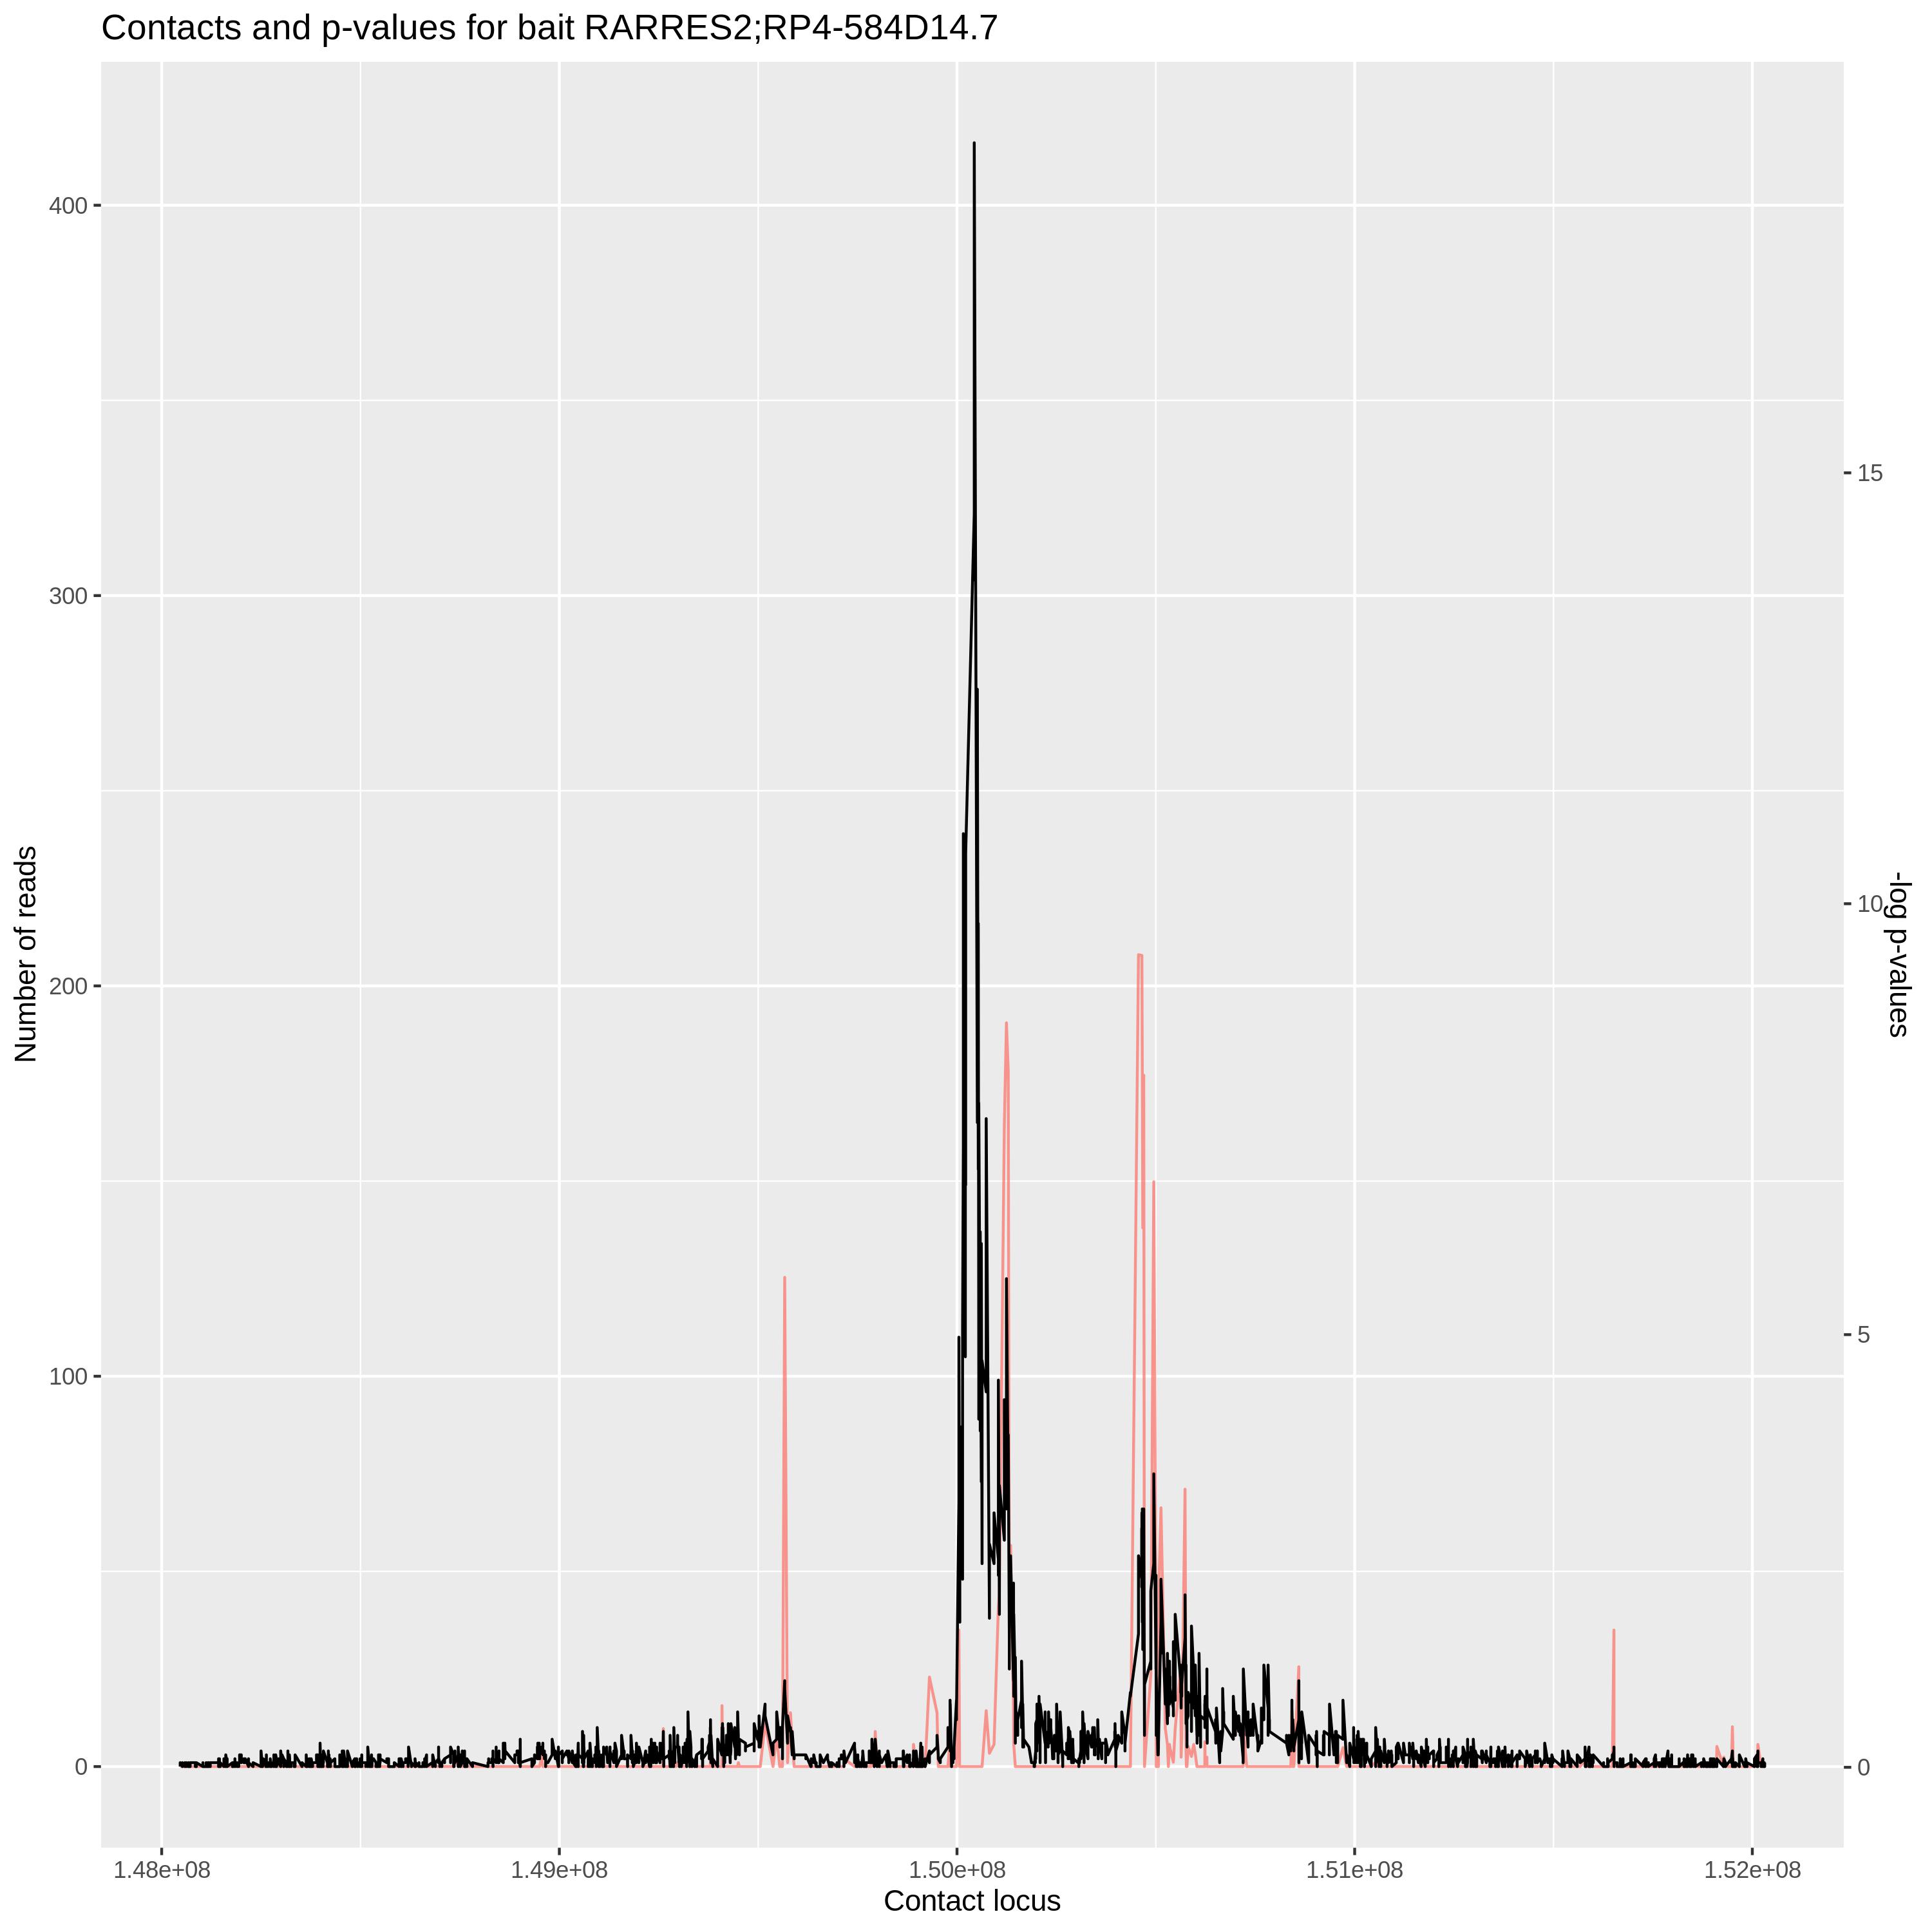 Contacts and p-values for bait RARRES2;RP4-584D14.7
400
300
200
100
0
Number of reads
15
10
5
0
-log p-values
1.48e+08
1.49e+08
1.50e+08
1.51e+08
1.52e+08
Contact locus